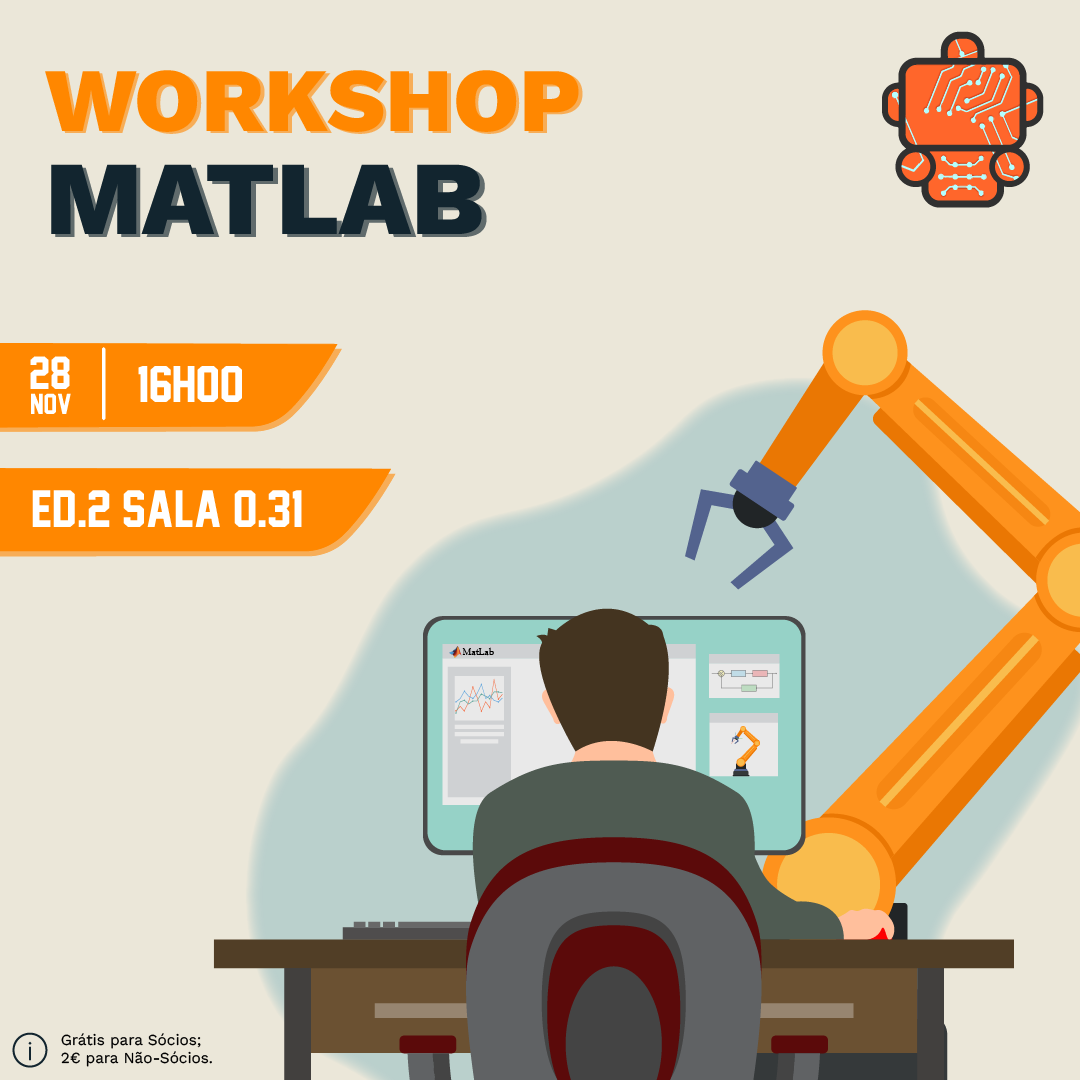 WORKSHOP
MATLAB
28
NOV
16H00
ED.2 SALA 0.31
MatLab
i
Grátis para Sócios;
2€ para Não-Sócios.